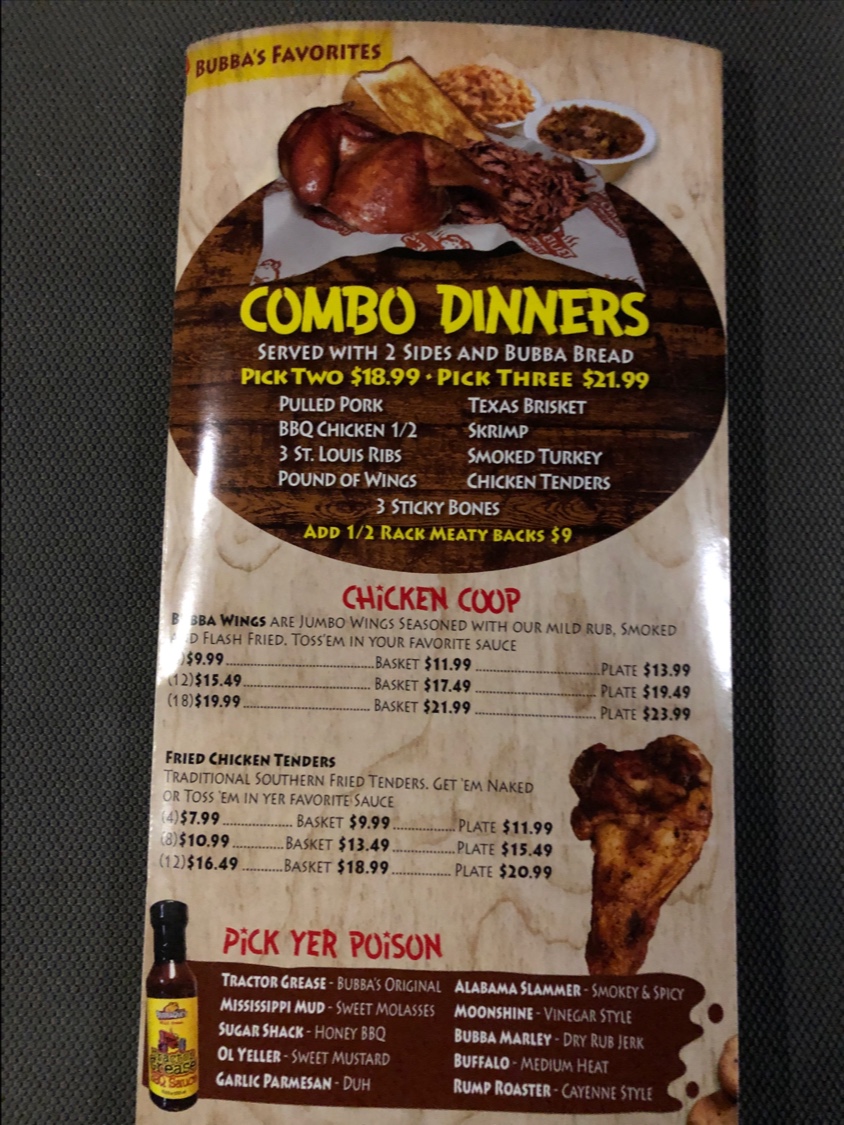 BUBBA'S FAVORITES
COMBO DINNERS
SERVED WITH 2 SIDES AND BUBBA BREAD
PICK TWO $18.99 · PICK THREE $21.99
PULLED PORK TEXAS BRISKET
BBQ CHICKEN 1/2 SKRIMP
3 ST. LOUIS RIBS SMOKED TURKEY
POUND OF WINGS CHICKEN TENDERS
3 STICKY BONES
ADD 1/2 RACK MEATY BACKS $9
CHiCKEN COOP
BUBBA WINGS ARE JUMBO WINGS SEASONED WITH OUR MILD RUB, SMOKED
AND FLASH FRIED. TOSS'EM IN YOUR FAVORITE SAUCE
)$9.99 BASKET $11.99 PLATE $13.99
(12)$15.49 BASKET $17.49 PLATE $19.49
(18)$19.99 BASKET $21.99 PLATE $23.99
FRIED CHICKEN TENDERS
TRADITIONAL SOUTHERN FRIED TENDERS. GET 'EM NAKED
OR TOSS 'EM IN YER FAVORITE SAUCE
(4)$7.99 BASKET $9.99 PLATE $11.99
(8)$10.99 BASKET $13.49 PLATE $15.49
(12)$16.49 BASKET $18.99 PLATE $20.99
PiCK YER POiSON
TRACTOR GREASE - BUBBA'S ORIGINAL ALABAMA SLAMMER - SMOKEY & SPICY
MISSISSIPPI MUD - SWEET MOLASSES MOONSHINE - VINEGAR STYLE
SUGAR SHACK - HONEY BBQ BUBBA MARLEY - DRY RUB JERK
OL YELLER - SWEET MUSTARD BUFFALO - MEDIUM HEAT
GARLIC PARMESAN - DUH RUMP ROASTER - CAYENNE STYLE